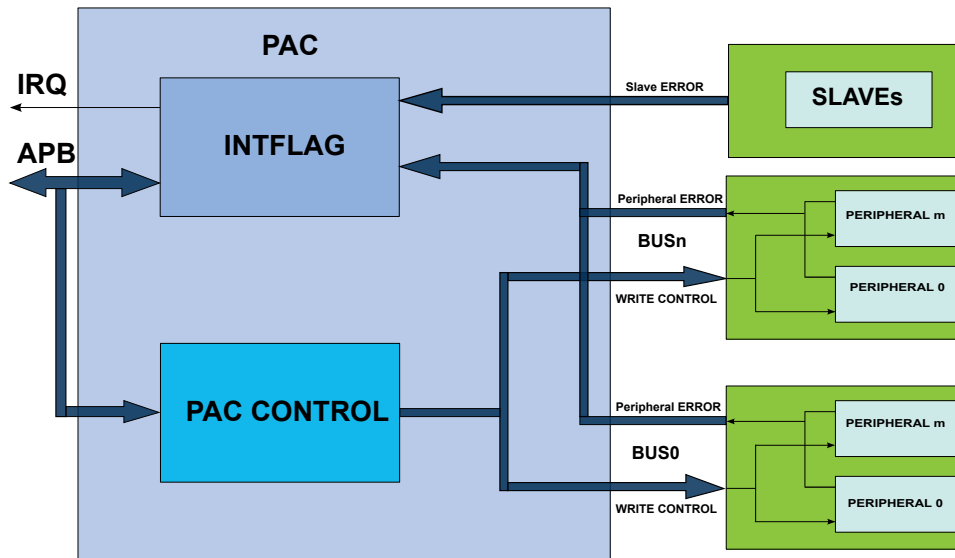 PAC
IRQ
APB
INTFLAG
PAC CONTROL
Slave ERROR
SLAVEs
Peripheral ERROR
BUSn
WRITE CONTROL
PERIPHERAL m
PERIPHERAL 0
Peripheral ERROR
BUS0
WRITE CONTROL
PERIPHERAL m
PERIPHERAL 0